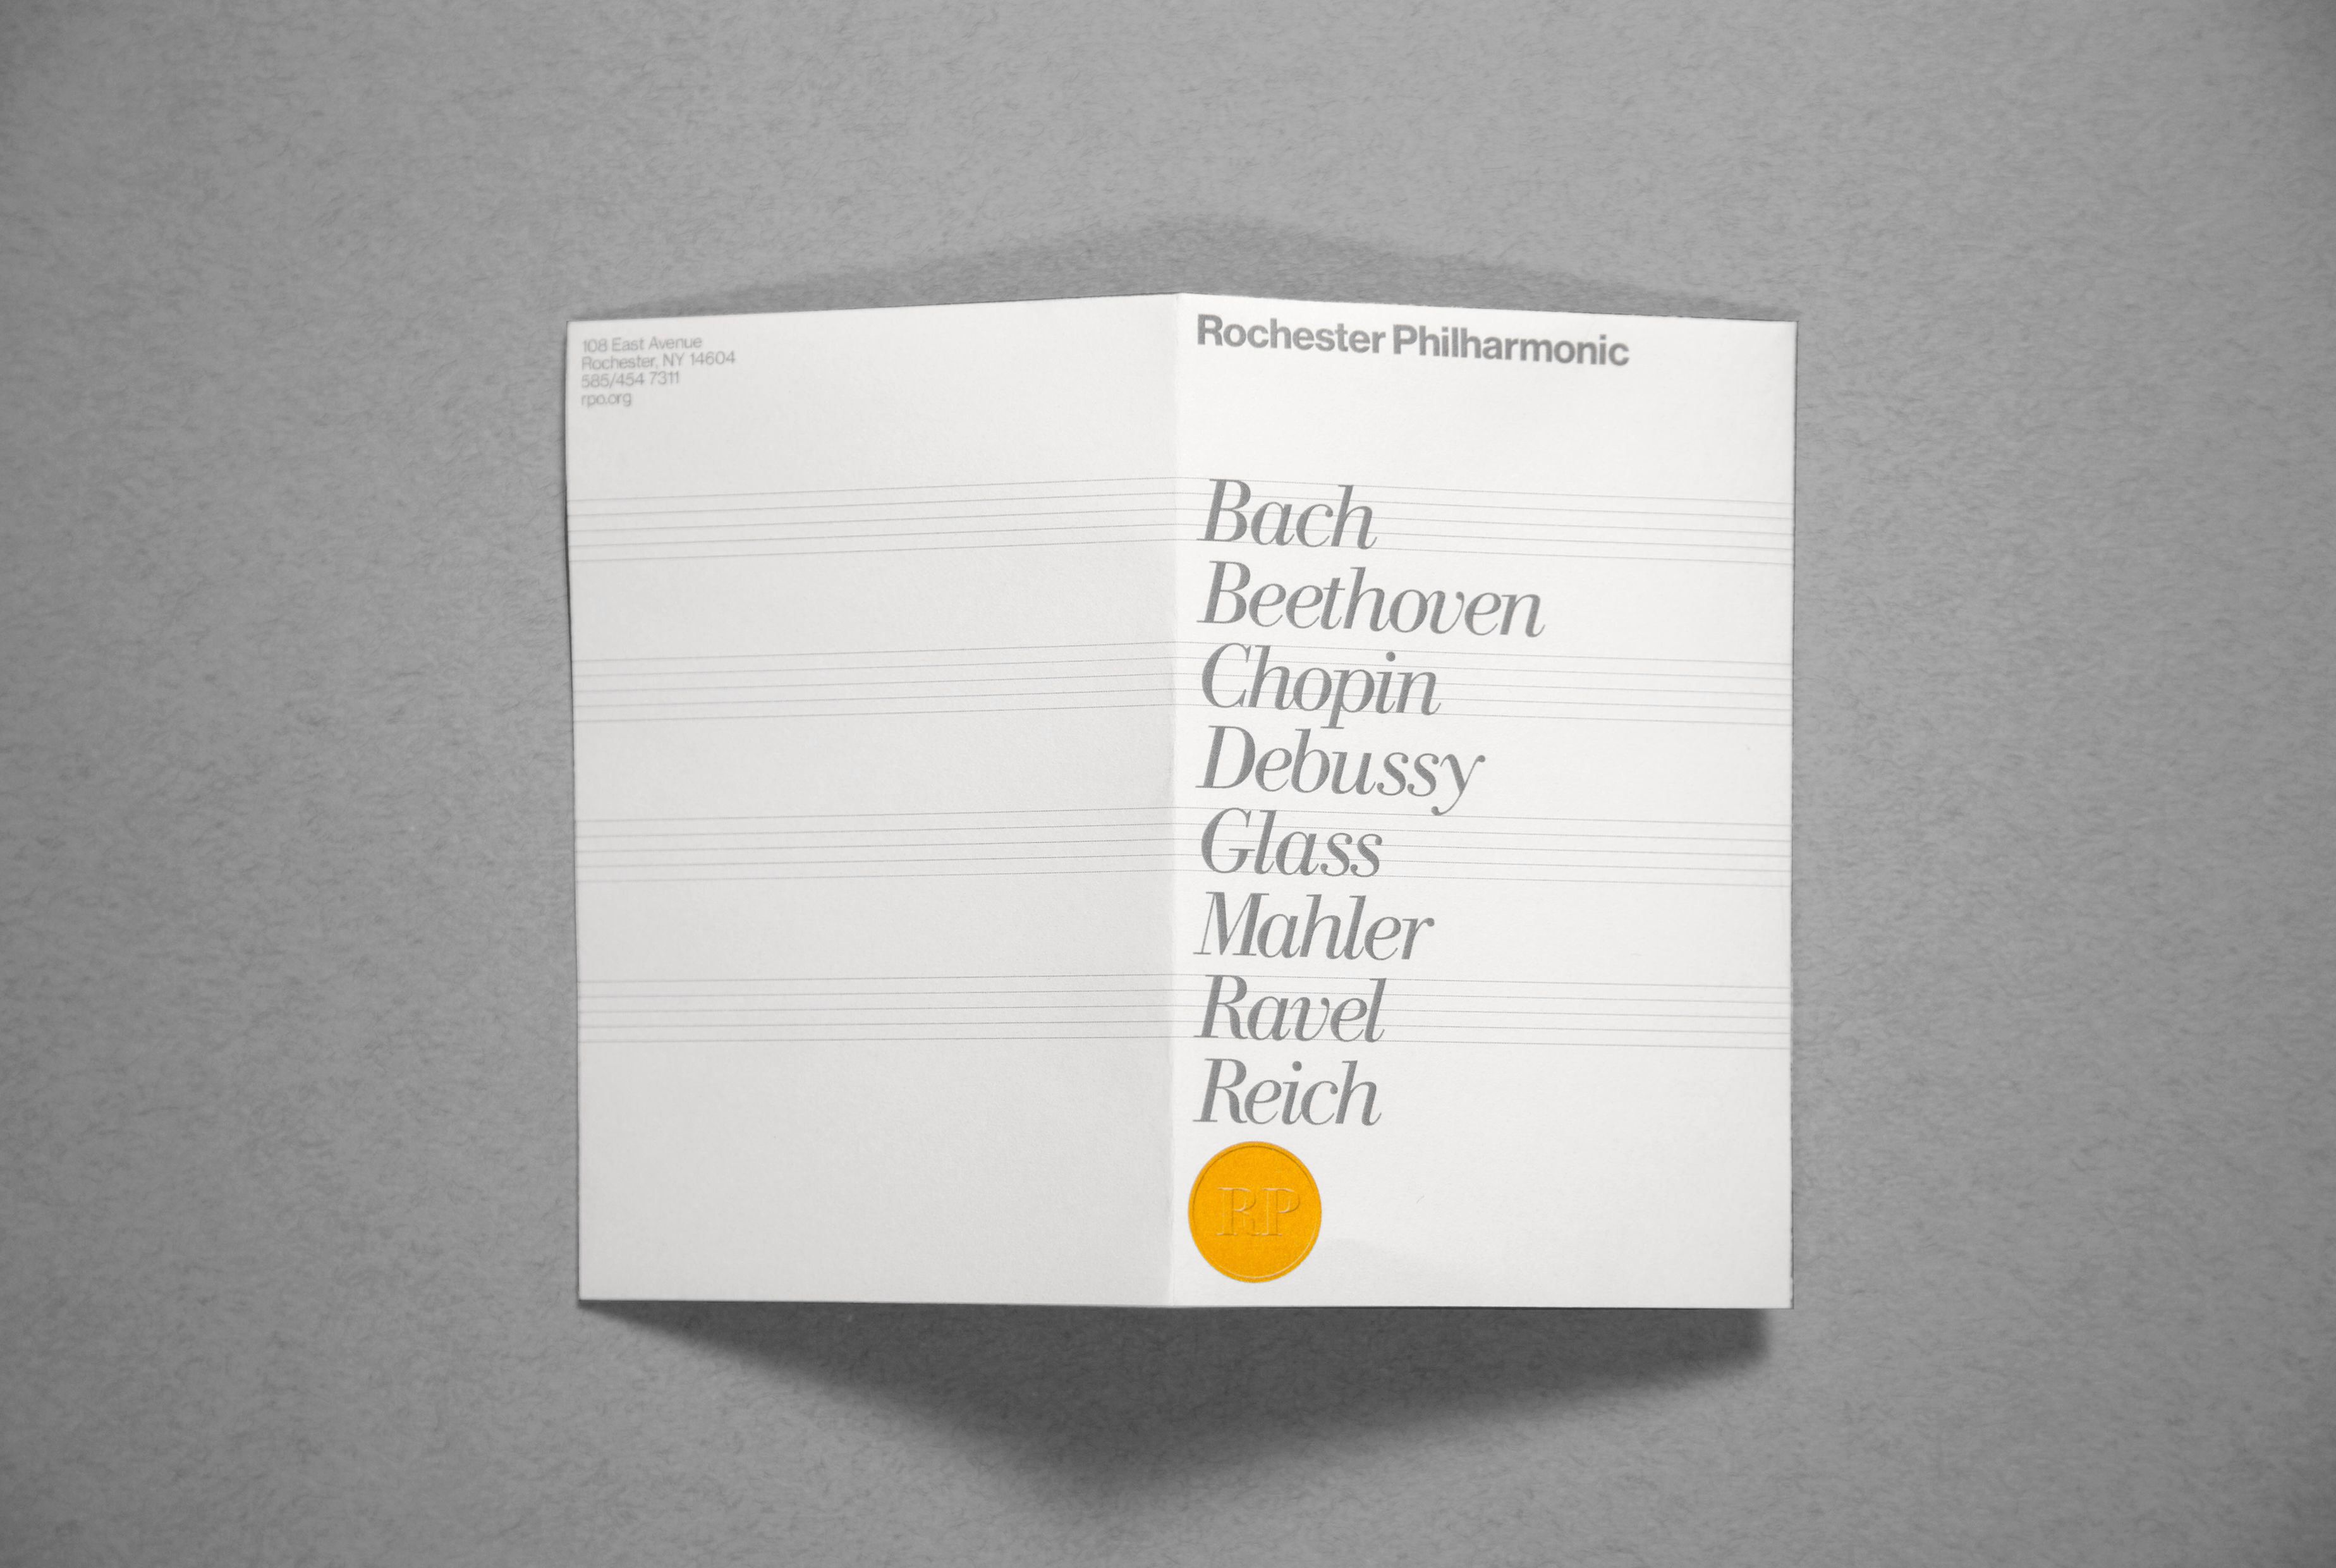 108 East Avenue
Rochester, NY 14604
585/454 7311
rpo.org
Rochester Philharmonic
Bach
Beethoven
Chopin
Debussy
Glass
Mahler
Ravel
Reich
RP